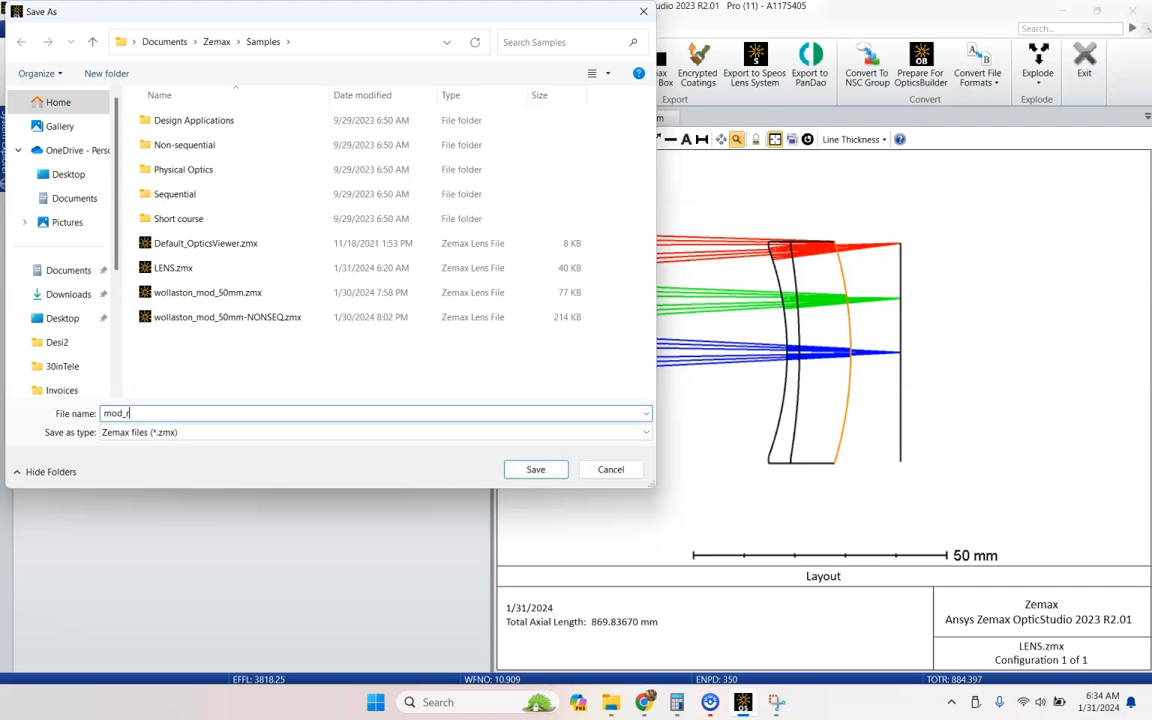 Save As
studio 2023 R2.01 Pro (11) - A1175405
Documents > Zemax > Samples >
Search Samples
Search...
Organize
New folder
Encrypted Coatings
Export to Speos Lens System
Export to PanDao
Convert To NSC Group
Prepare For OpticsBuilder
Convert File Formats
Explode
Exit
Export
Convert
Explode
Name Date modified Type Size
Line Thickness
Home
Gallery
OneDrive - Perso
Desktop
Documents
Pictures
Documents
Downloads
Desktop
Desi2
30inTele
Invoices
Design Applications 9/29/2023 6:50 AM File folder
Non-sequential 9/29/2023 6:50 AM File folder
Physical Optics 9/29/2023 6:50 AM File folder
Sequential 9/29/2023 6:50 AM File folder
Short course 9/29/2023 6:50 AM File folder
Default_OpticsViewer.zmx 11/18/2021 1:53 PM Zemax Lens File 8 KB
LENS.zmx 1/31/2024 6:20 AM Zemax Lens File 40 KB
wollaston_mod_50mm.zmx 1/30/2024 7:58 PM Zemax Lens File 77 KB
wollaston_mod_50mm-NONSEQ.zmx 1/30/2024 8:02 PM Zemax Lens File 214 KB
File name: mod_r
Save as type: Zemax files (*.zmx)
Hide Folders
Save
Cancel
50 mm
Layout
1/31/2024
Total Axial Length: 869.83670 mm
Zemax
Ansys Zemax OpticStudio 2023 R2.01
LENS.zmx
Configuration 1 of 1
EFFL: 3818.25 WFNO: 10.909 ENPD: 350 TOTR: 884.397
Search
6:34 AM
1/31/2024